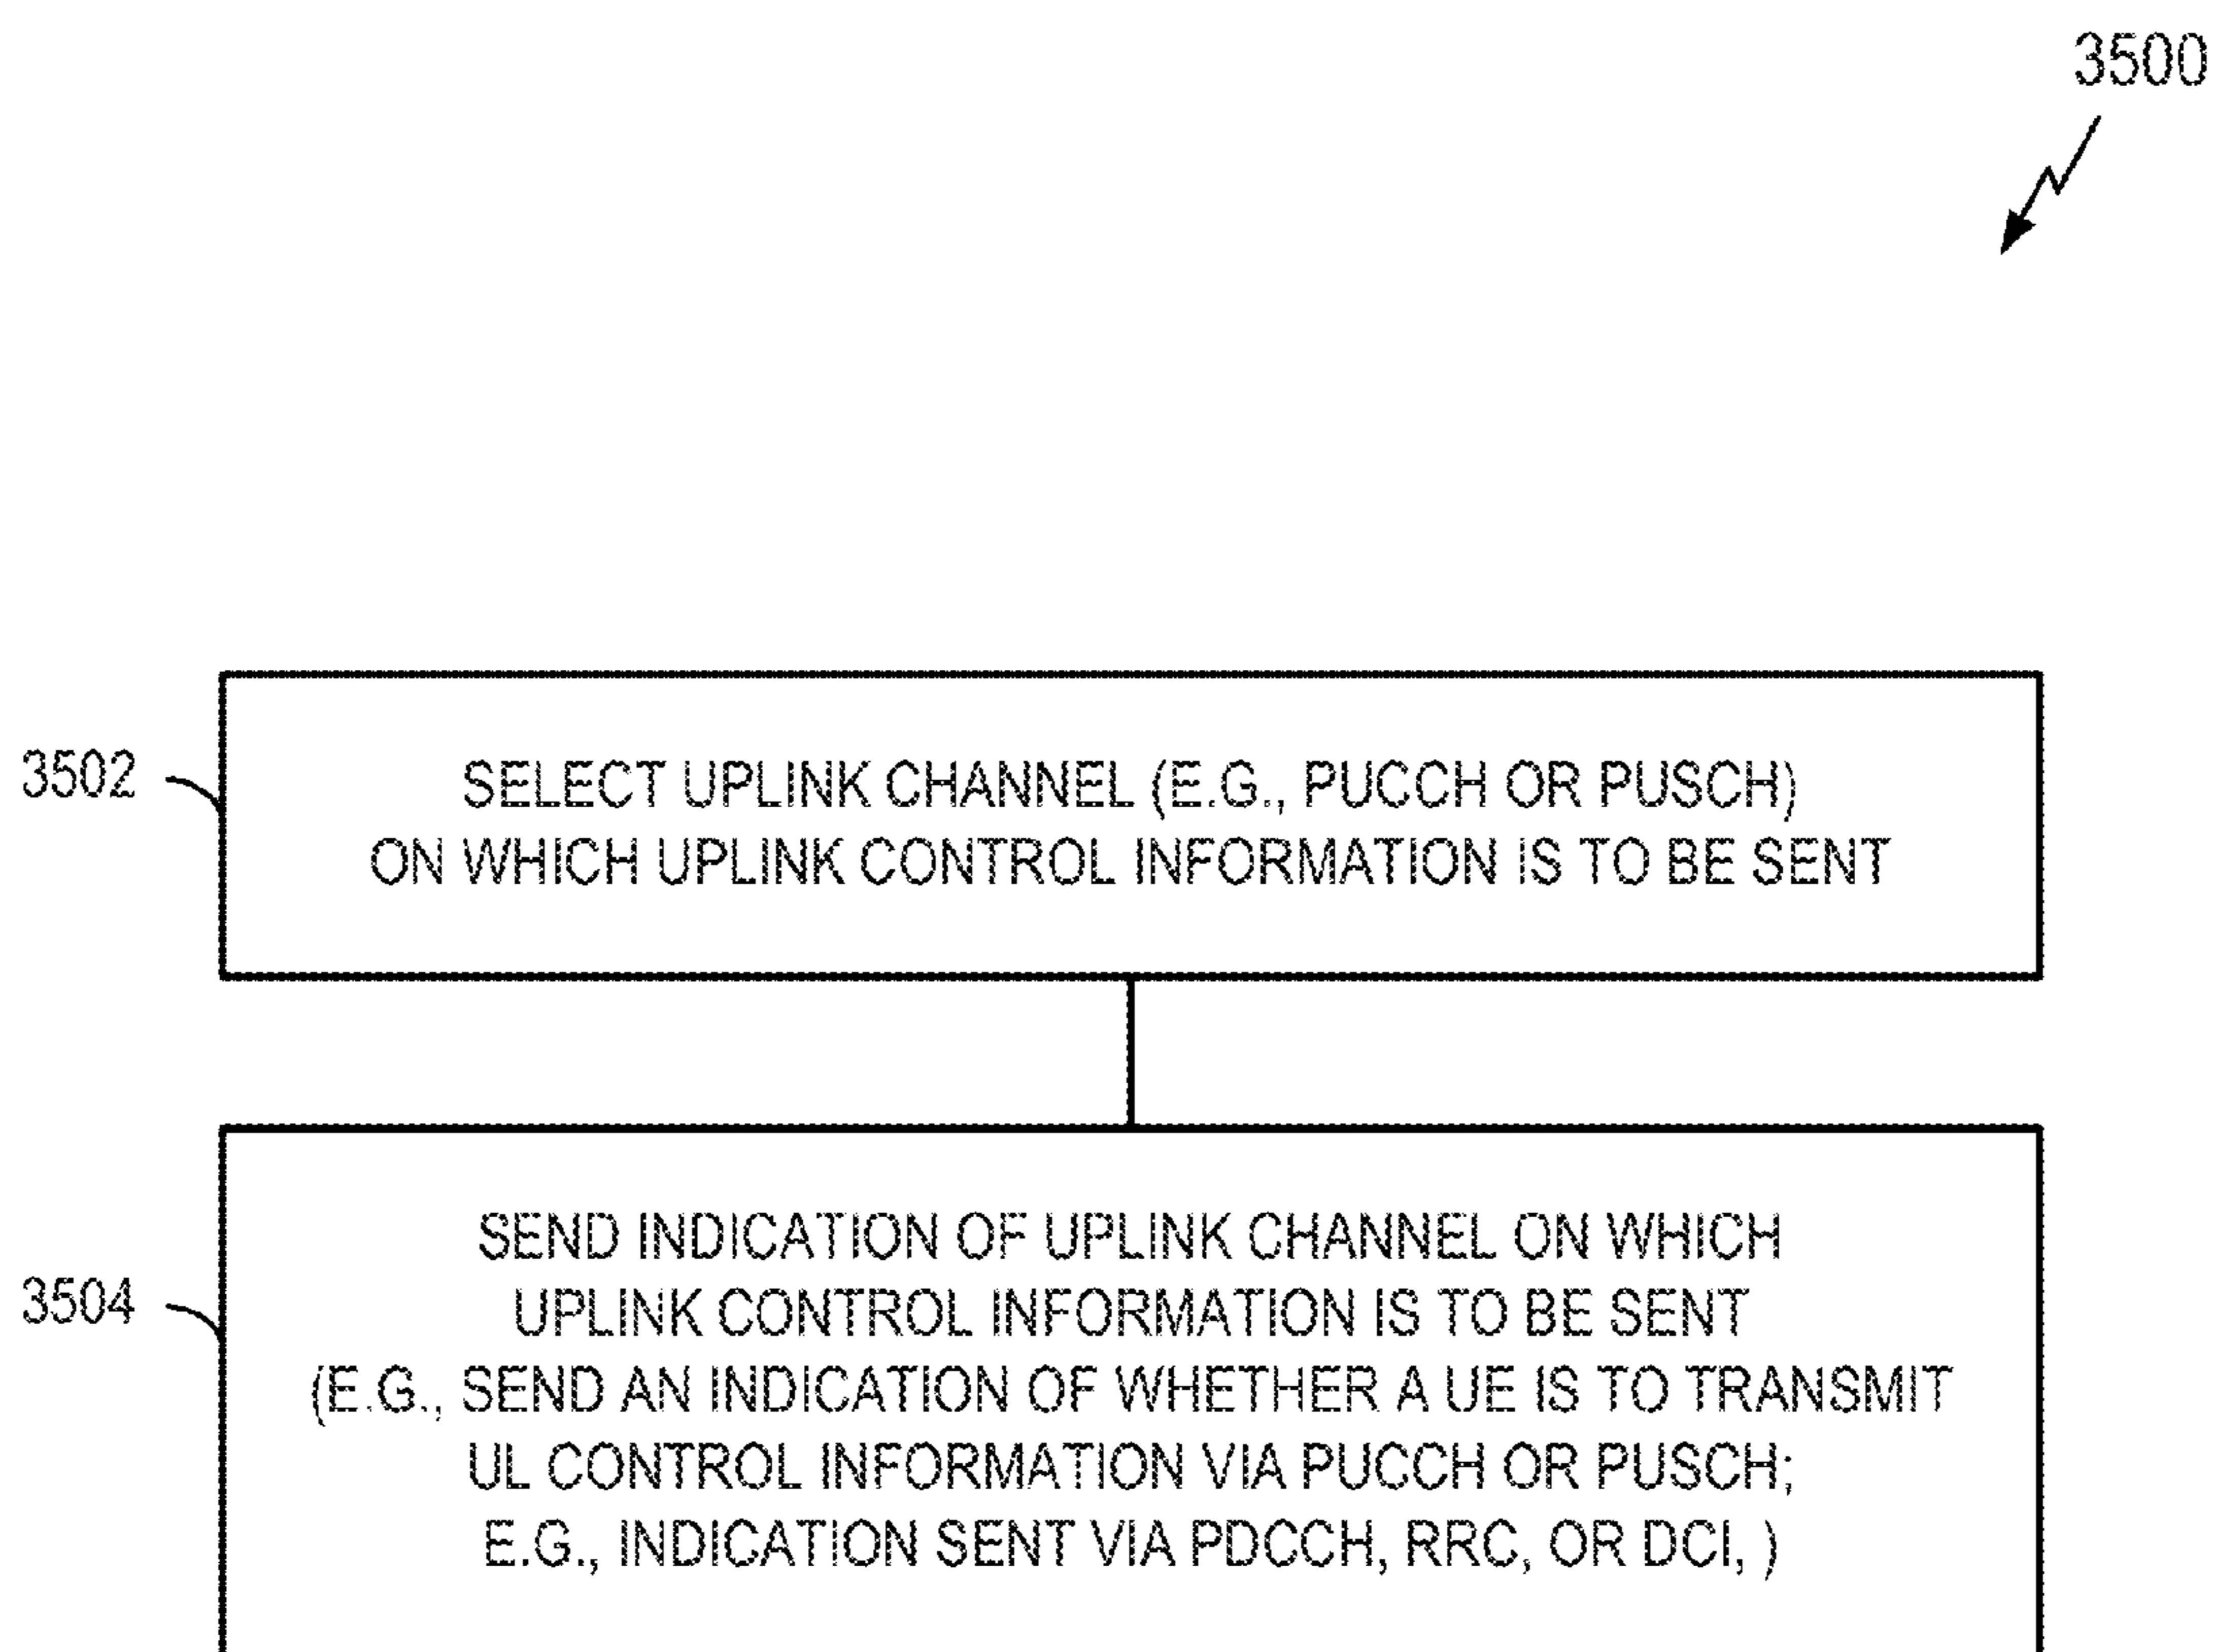 3500
3502
SELECT UPLINK CHANNEL (E.G., PUCCH OR PUSCH)
ON WHICH UPLINK CONTROL INFORMATION IS TO BE SENT
3504
SEND INDICATION OF UPLINK CHANNEL ON WHICH
UPLINK CONTROL INFORMATION IS TO BE SENT
(E.G., SEND AN INDICATION OF WHETHER A UE IS TO TRANSMIT
UL CONTROL INFORMATION VIA PUCCH OR PUSCH;
E.G., INDICATION SENT VIA PDCCH, RRC, OR DCI, )